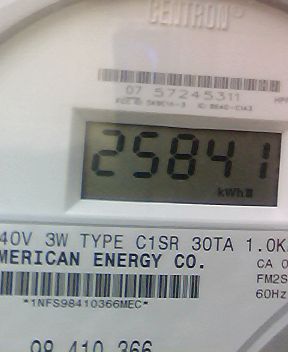 CENTRON®
07 57245311
25841
kWh
40V 3W TYPE C1SR 30TA 1.0K
MERICAN ENERGY CO.
CA 0
FM2S
60Hz
*1NFS98410366MEC*
98 410 366